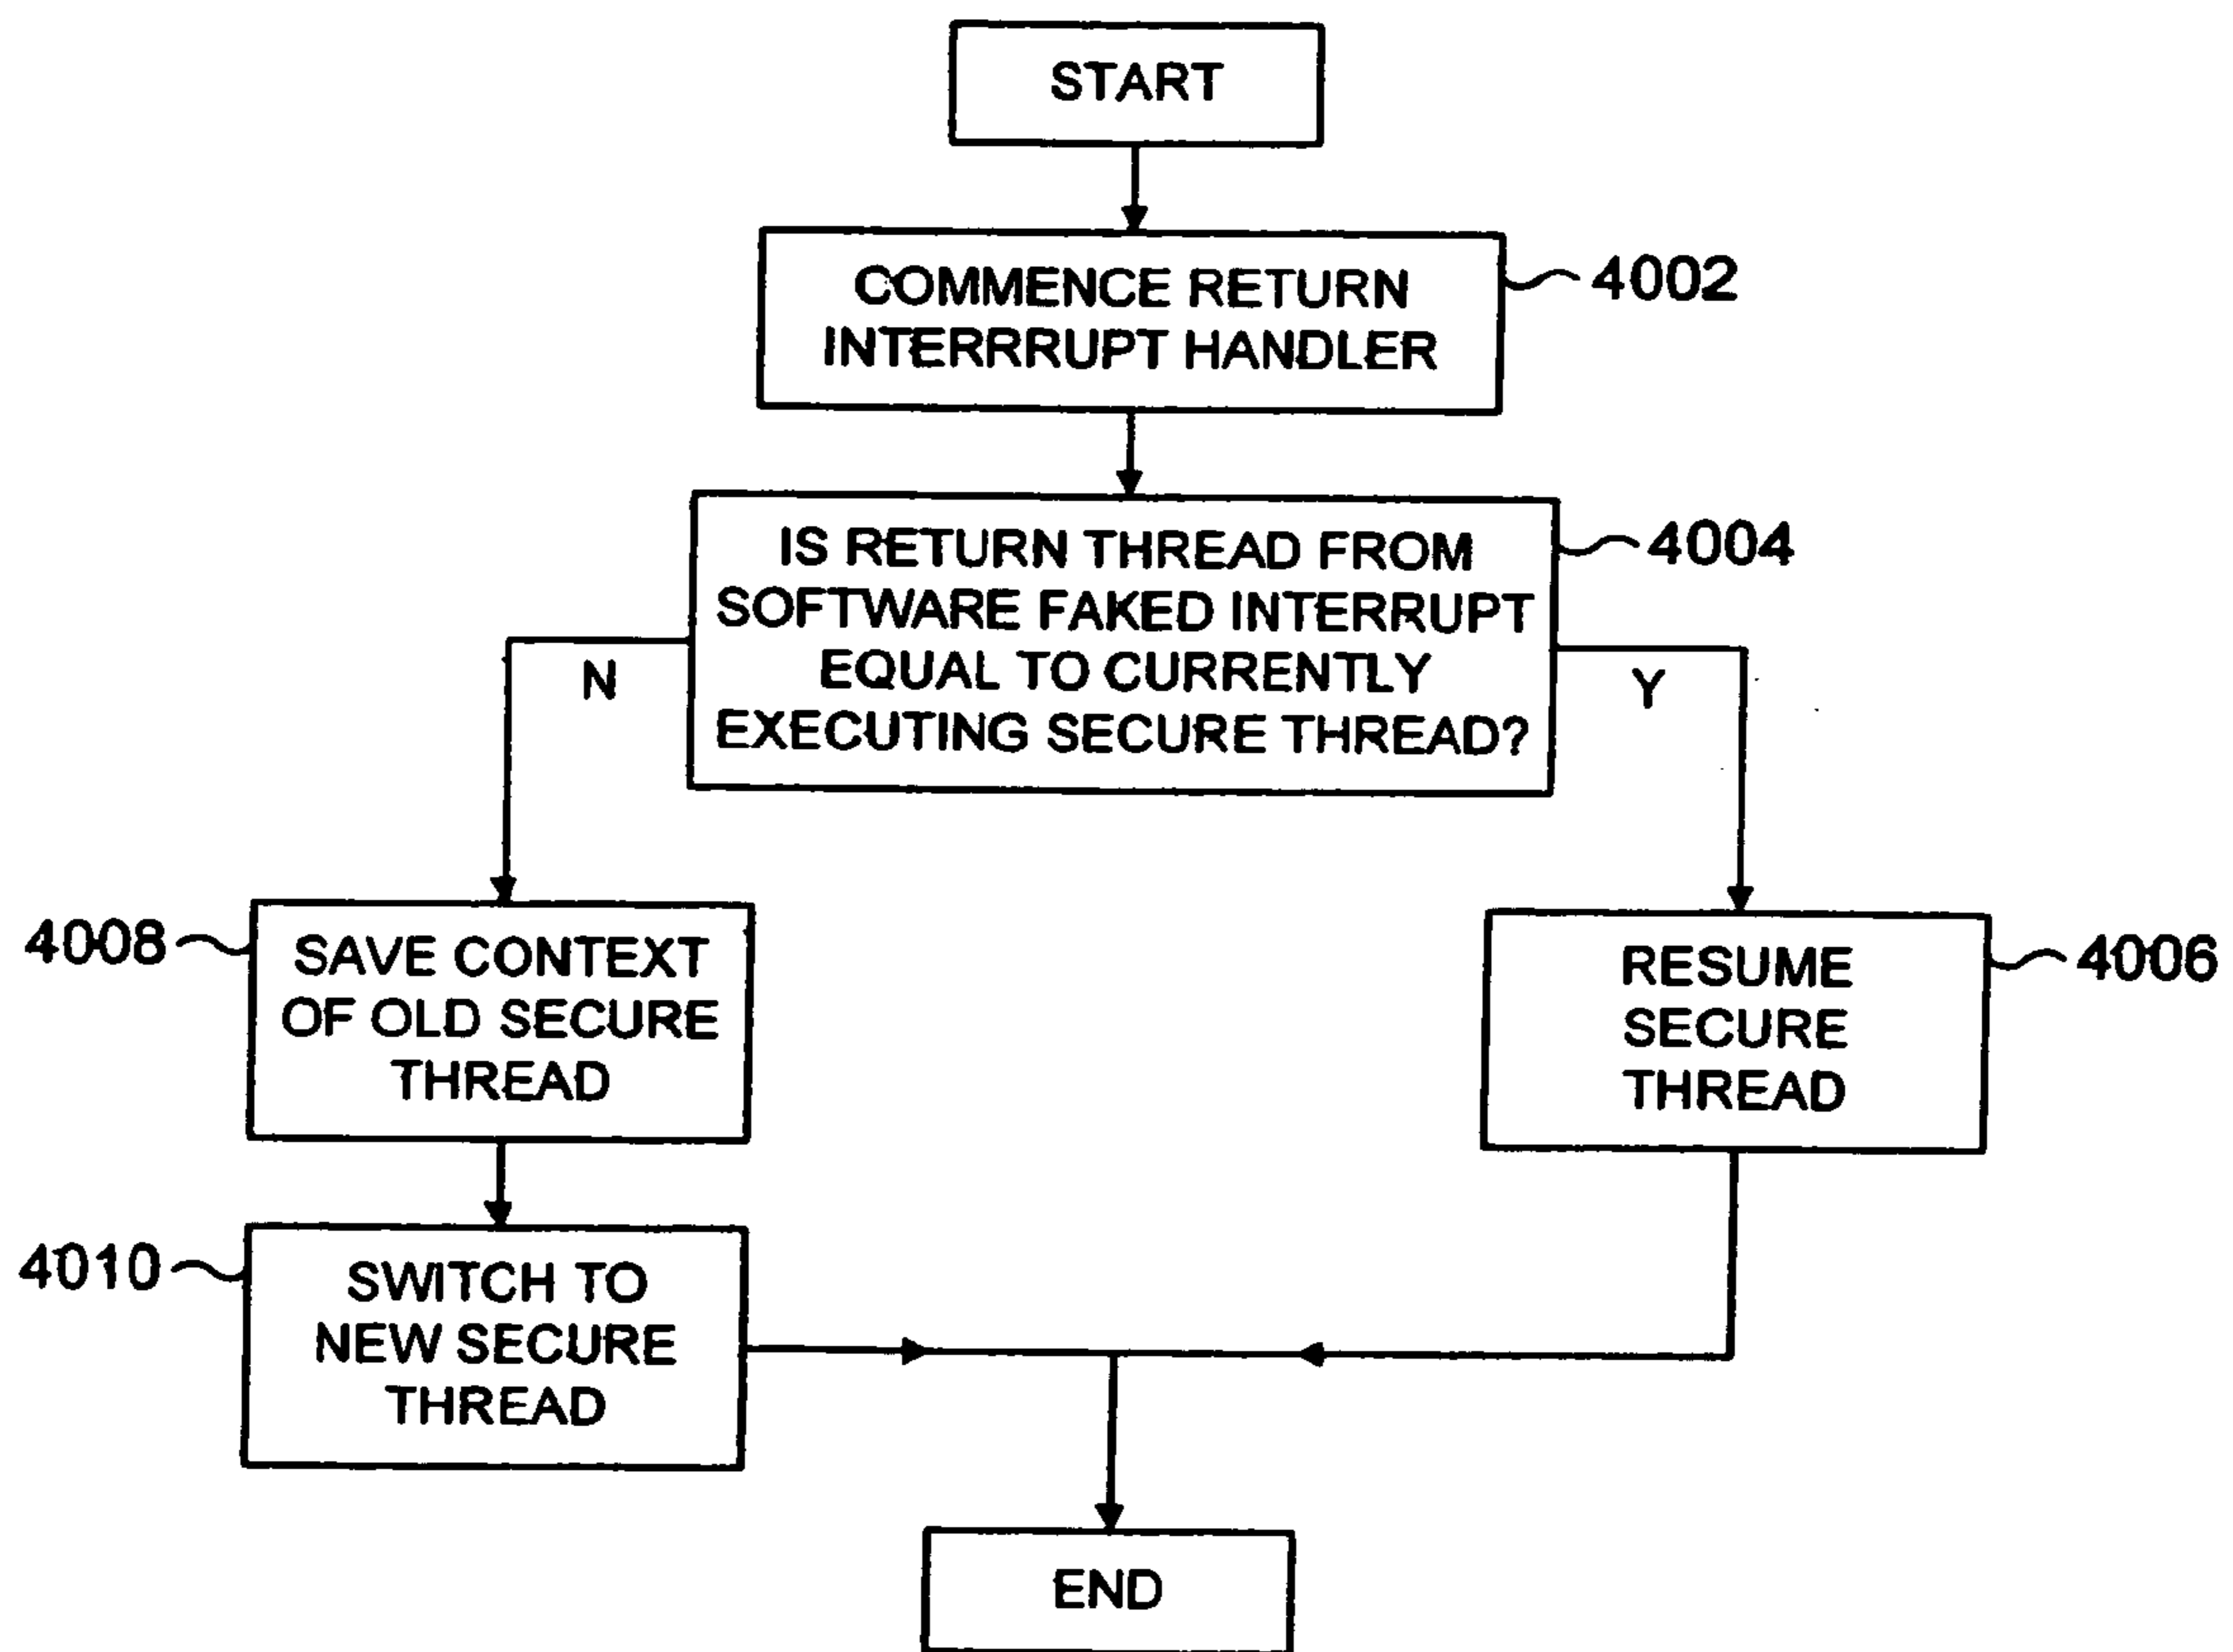 START
COMMENCE RETURN
INTERRRUPT HANDLER
4002
IS RETURN THREAD FROM
SOFTWARE FAKED INTERRUPT
EQUAL TO CURRENTLY
EXECUTING SECURE THREAD?
4004
N
Y
4008
SAVE CONTEXT
OF OLD SECURE
THREAD
RESUME
SECURE
THREAD
4006
4010
SWITCH TO
NEW SECURE
THREAD
END